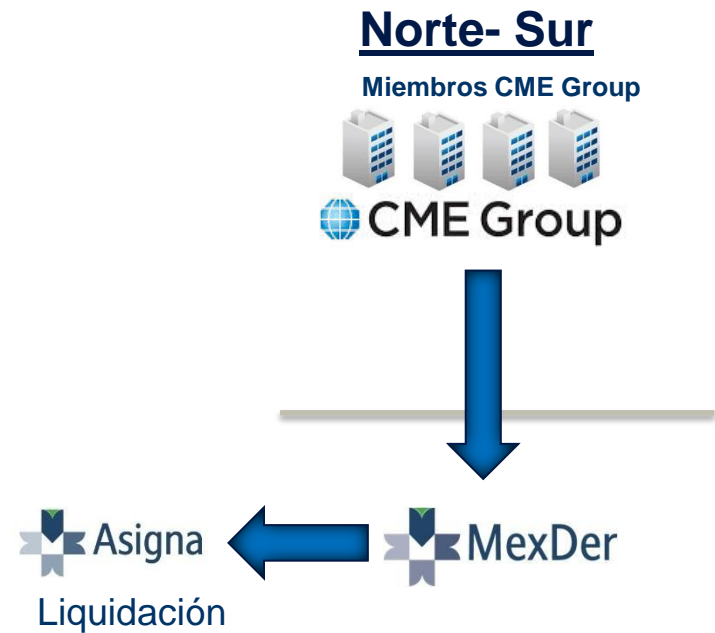 Norte- Sur
Miembros CME Group
CME Group
Asigna
MexDer
Liquidación